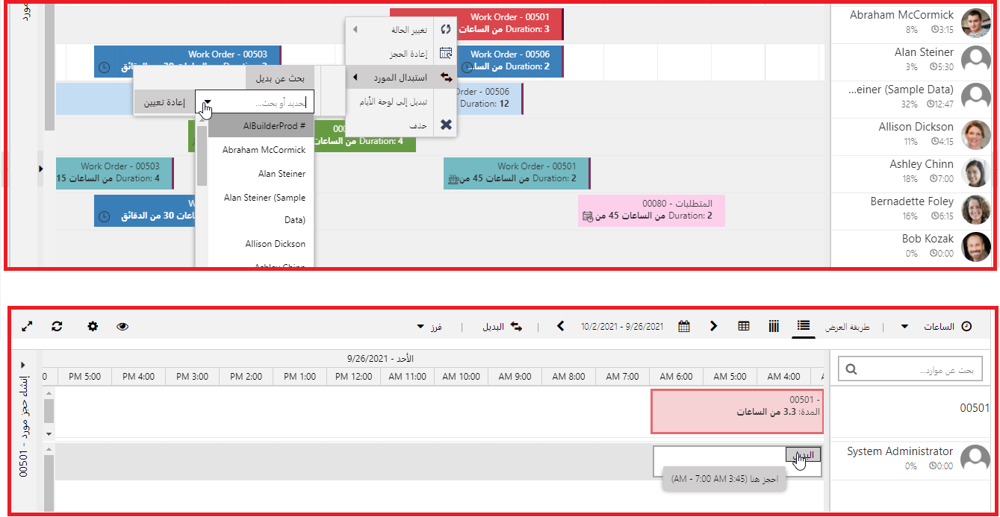 Abraham McCormick
8% 3:15
Alan Steiner
3% 5:30
...einer (Sample Data)
32% 12:47
Allison Dickson
11% 4:15
Ashley Chinn
18% 7:00
Bernadette Foley
16% 6:15
Bob Kozak
0% 0:00
Work Order - 00501
Duration: 3 من الساعات
Work Order - 00506
Duration: 2 من السا...
Work Order - 00503
Order - 00506
Duration: 12
Duration: 4 من الساعات
Work Order - 00501
Duration: 2 من الساعات 45 من
Work Order - 00503
Duration: 4 من الساعات 15
المتطلبات - 00080
Duration: 2 من الساعات 45 من
30 من الدقائق
مورد
تغيير الحالة
إعادة الحجز
استبدال المورد
تبديل إلى لوحة الأيام
حذف
بحث عن بديل
تحديد أو بحث...
إعادة تعيين
# AIBuilderProd
Abraham McCormick
Alan Steiner
Alan Steiner (Sample
Data)
Allison Dickson
Ashley Chinn
الساعات
طريقة العرض
9/26/2021 - 10/2/2021
البديل
فرز
بحث عن موارد...
الأحد - 9/26/2021
4:00 AM
5:00 AM
6:00 AM
7:00 AM
8:00 AM
9:00 AM
10:00 AM
11:00 AM
12:00 PM
1:00 PM
2:00 PM
3:00 PM
4:00 PM
5:00 PM
00501
00501 -
المدة: 3.3 من الساعات
System Administrator
0% 0:00
البديل
احجز هنا (3:45 AM - 7:00 AM)
إنشاء حجز مورد - 00501